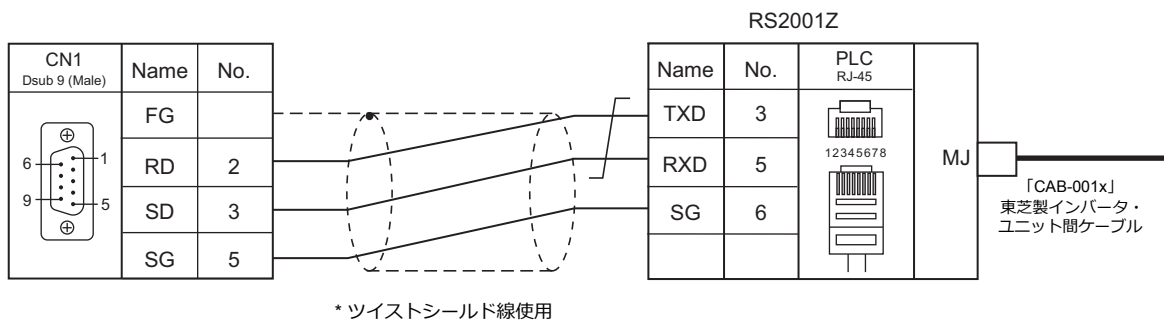 RS2001Z
CN1
Dsub 9 (Male)
Name No.
FG
RD 2
SD 3
SG 5
6 1
9 5
Name No.
TXD 3
RXD 5
SG 6
PLC
RJ-45
12345678
MJ
「CAB-001x」
東芝製インバータ・
ユニット間ケーブル
* ツイストシールド線使用